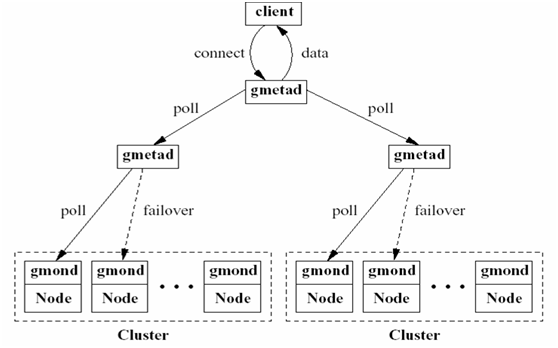 client
connect data
gmetad
poll poll
gmetad gmetad
poll failover poll failover
gmond gmond gmond gmond gmond gmond
Node Node • • • Node Node Node • • • Node
Cluster Cluster